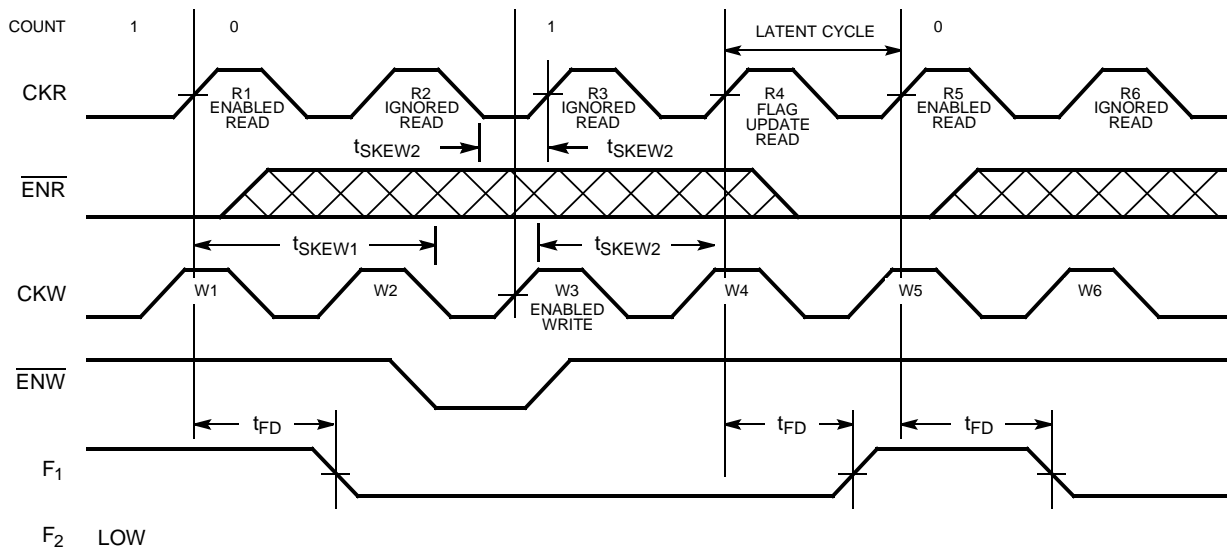 COUNT 1 0 1 LATENT CYCLE 0
CKR
R1 ENABLED READ
R2 IGNORED READ
R3 IGNORED READ
R4 FLAG UPDATE READ
R5 ENABLED READ
R6 IGNORED READ
tSKEW2 tSKEW2
ENR
tSKEW1 tSKEW2
CKW
W1
W2
W3 ENABLED WRITE
W4
W5
W6
ENW
tFD tFD tFD
F1
F2 LOW